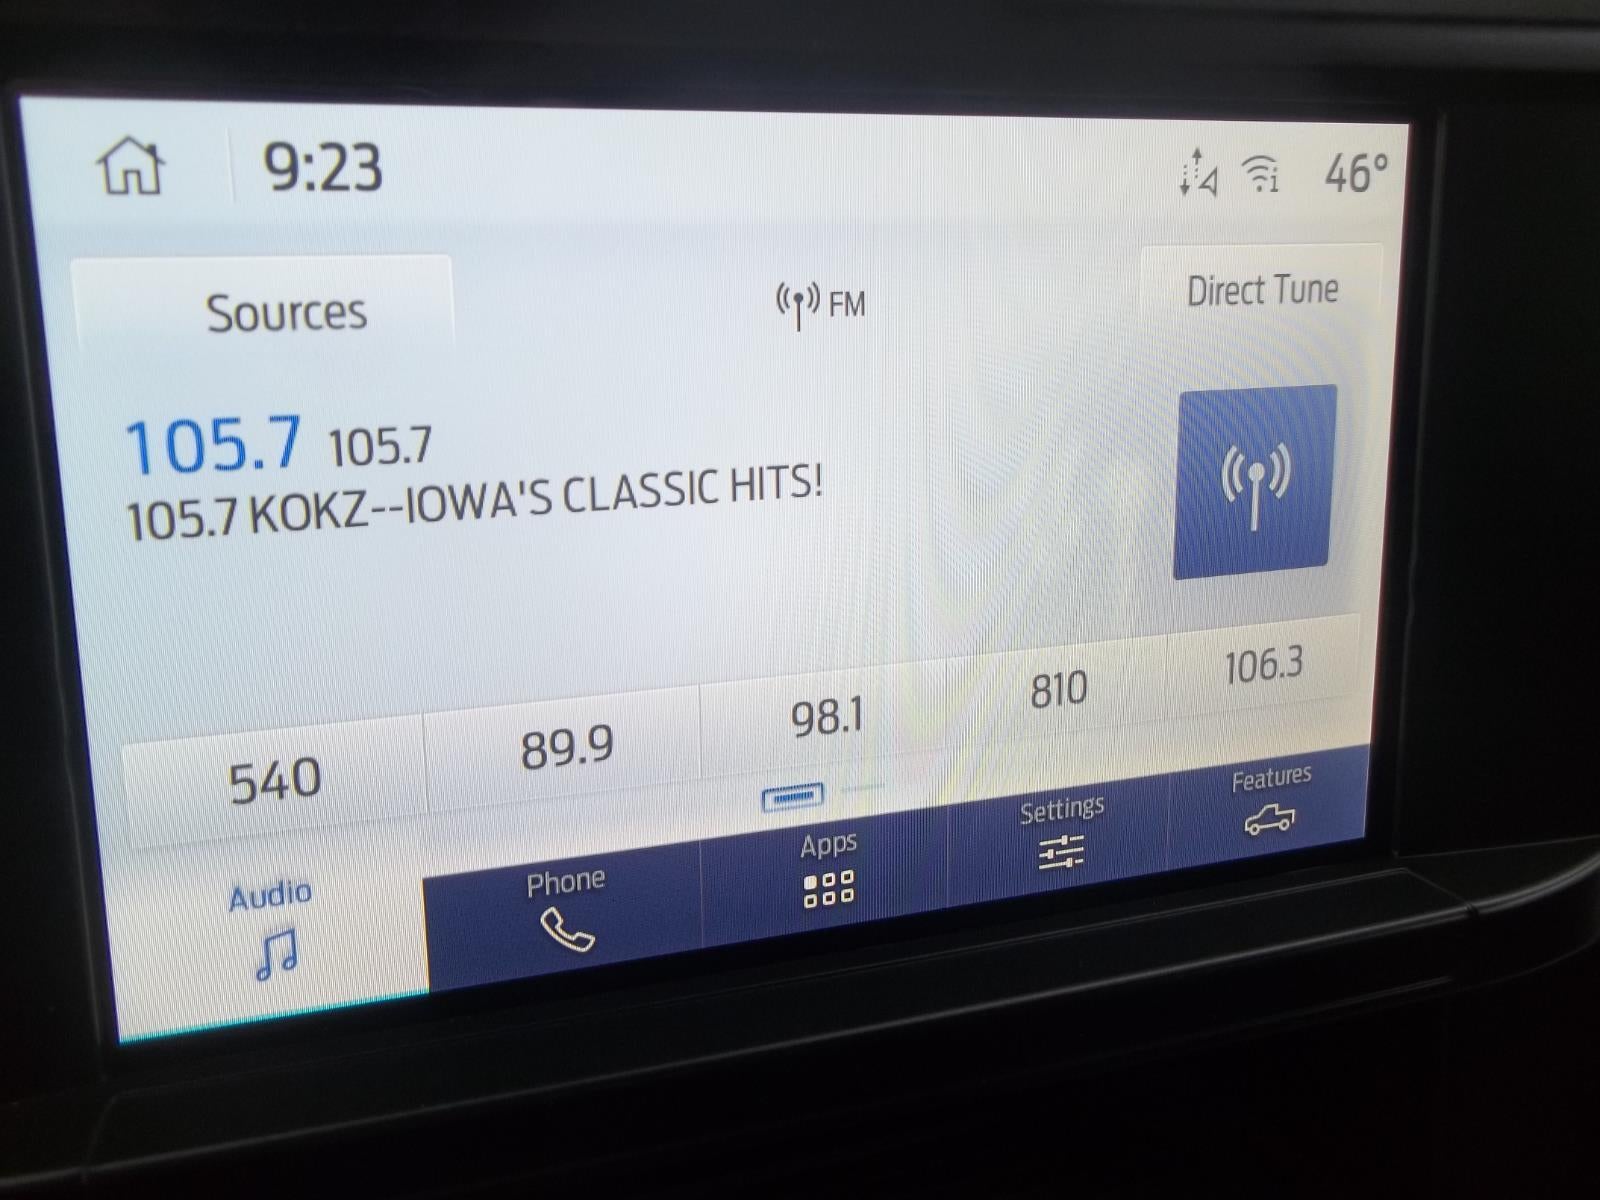 9:23
46°
Sources
FM
Direct Tune
105.7 105.7
105.7 KOKZ--IOWA'S CLASSIC HITS!
540
89.9
98.1
810
106.3
Audio
Phone
Apps
Settings
Features